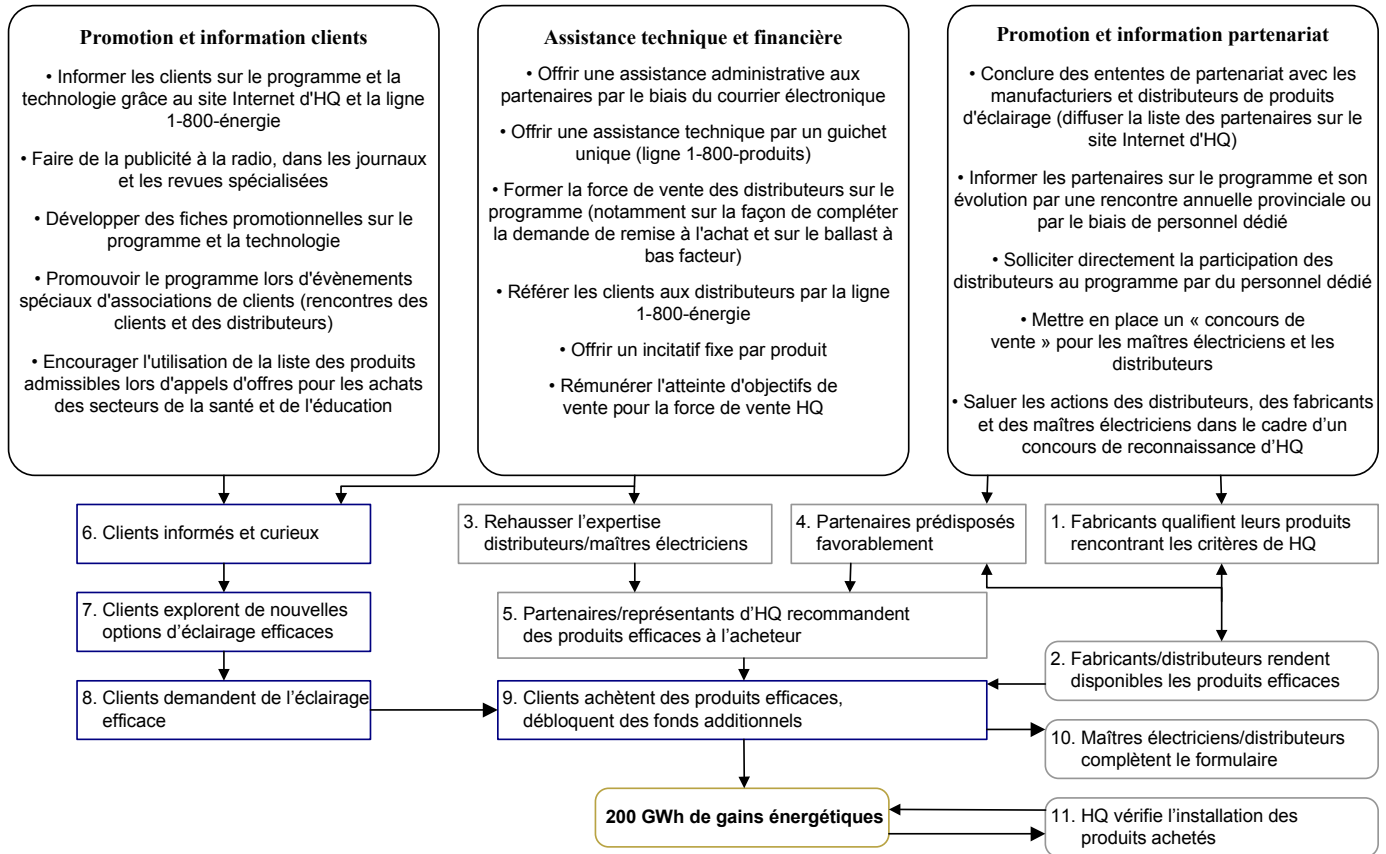 Promotion et information clients
• Informer les clients sur le programme et la
technologie grâce au site Internet d'HQ et la ligne
1-800-énergie
• Faire de la publicité à la radio, dans les journaux
et les revues spécialisées
• Développer des fiches promotionnelles sur le
programme et la technologie
• Promouvoir le programme lors d'évènements
spéciaux d'associations de clients (rencontres des
clients et des distributeurs)
• Encourager l'utilisation de la liste des produits
admissibles lors d'appels d'offres pour les achats
des secteurs de la santé et de l'éducation
Assistance technique et financière
• Offrir une assistance administrative aux
partenaires par le biais du courrier électronique
• Offrir une assistance technique par un guichet
unique (ligne 1-800-produits)
• Former la force de vente des distributeurs sur le
programme (notamment sur la façon de compléter
la demande de remise à l'achat et sur le ballast à
bas facteur)
• Référer les clients aux distributeurs par la ligne
1-800-énergie
• Offrir un incitatif fixe par produit
• Rémunérer l'atteinte d'objectifs de
vente pour la force de vente HQ
Promotion et information partenariat
• Conclure des ententes de partenariat avec les
manufacturiers et distributeurs de produits
d'éclairage (diffuser la liste des partenaires sur le
site Internet d'HQ)
• Informer les partenaires sur le programme et son
évolution par une rencontre annuelle provinciale ou
par le biais de personnel dédié
• Solliciter directement la participation des
distributeurs au programme par du personnel dédié
• Mettre en place un « concours de
vente » pour les maîtres électriciens et les
distributeurs
• Saluer les actions des distributeurs, des fabricants
et des maîtres électriciens dans le cadre d'un
concours de reconnaissance d'HQ
6. Clients informés et curieux
3. Rehausser l'expertise
distributeurs/maîtres électriciens
4. Partenaires prédisposés
favorablement
1. Fabricants qualifient leurs produits
rencontrant les critères de HQ
7. Clients explorent de nouvelles
options d'éclairage efficaces
5. Partenaires/représentants d'HQ recommandent
des produits efficaces à l'acheteur
2. Fabricants/distributeurs rendent
disponibles les produits efficaces
8. Clients demandent de l'éclairage
efficace
9. Clients achètent des produits efficaces,
débloquent des fonds additionnels
10. Maîtres électriciens/distributeurs
complètent le formulaire
200 GWh de gains énergétiques
11. HQ vérifie l'installation des
produits achetés